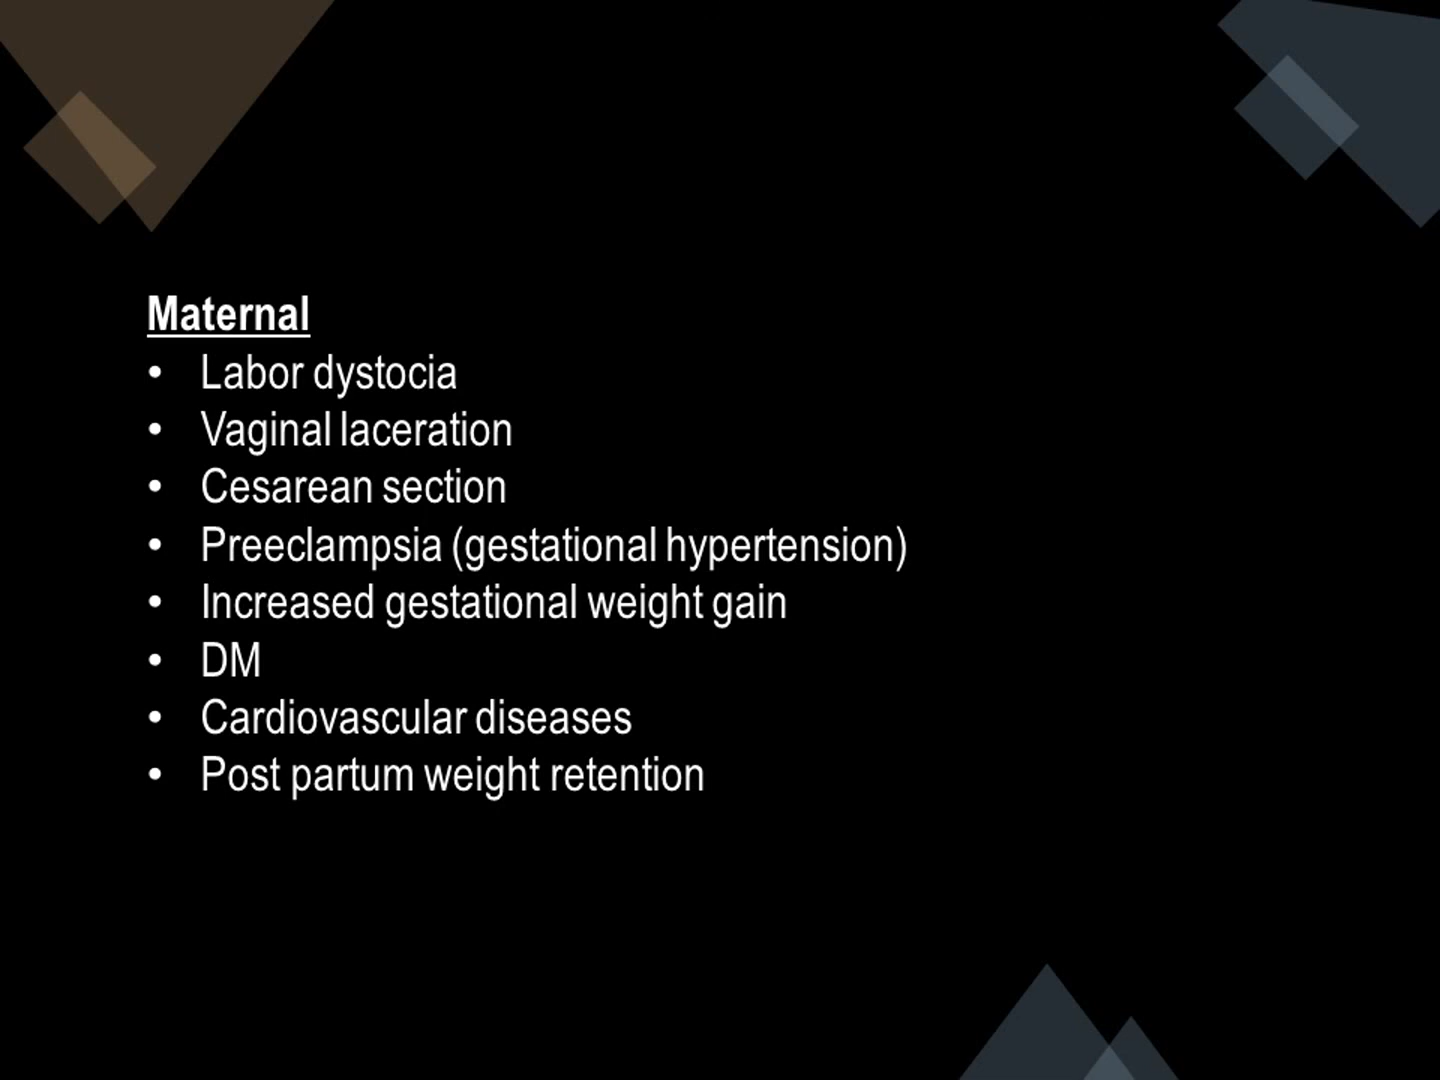 Maternal
• Labor dystocia
• Vaginal laceration
• Cesarean section
• Preeclampsia (gestational hypertension)
• Increased gestational weight gain
• DM
• Cardiovascular diseases
• Post partum weight retention